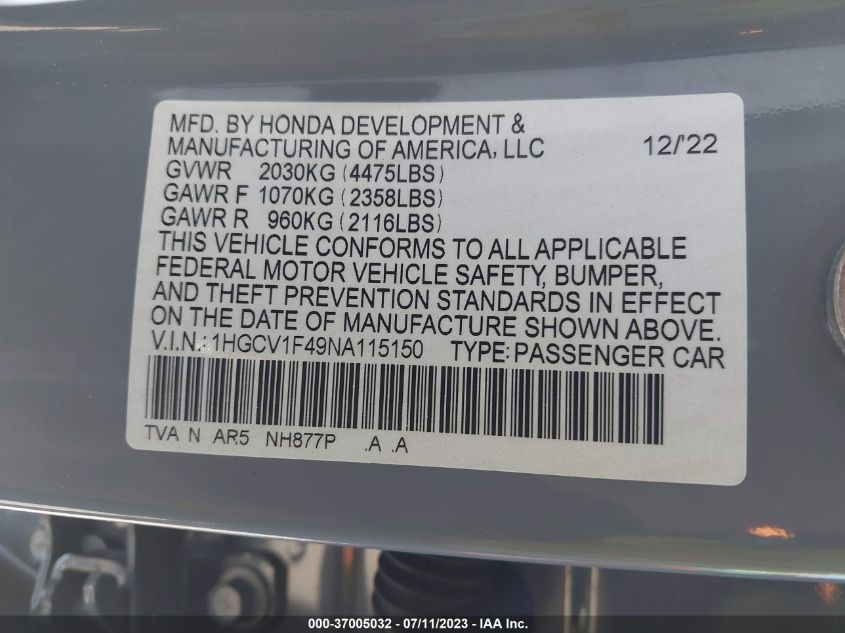 MFD. BY HONDA DEVELOPMENT &
MANUFACTURING OF AMERICA, LLC 12/'22
GVWR 2030KG (4475LBS)
GAWR F 1070KG (2358LBS)
GAWR R 960KG (2116LBS)
THIS VEHICLE CONFORMS TO ALL APPLICABLE
FEDERAL MOTOR VEHICLE SAFETY, BUMPER,
AND THEFT PREVENTION STANDARDS IN EFFECT
ON THE DATE OF MANUFACTURE SHOWN ABOVE.
V.I.N.: 1HGCV1F49NA115150 TYPE: PASSENGER CAR
TVA N AR5 NH877P .A .A
000-37005032 - 07/11/2023 - IAA Inc.